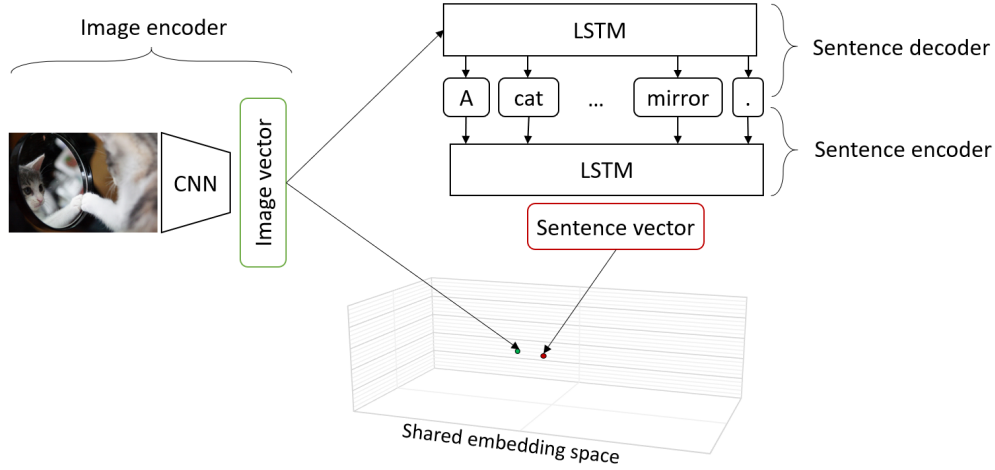 Image encoder
LSTM
Sentence decoder
A
cat
...
mirror
.
CNN
Image vector
LSTM
Sentence encoder
Sentence vector
Shared embedding space